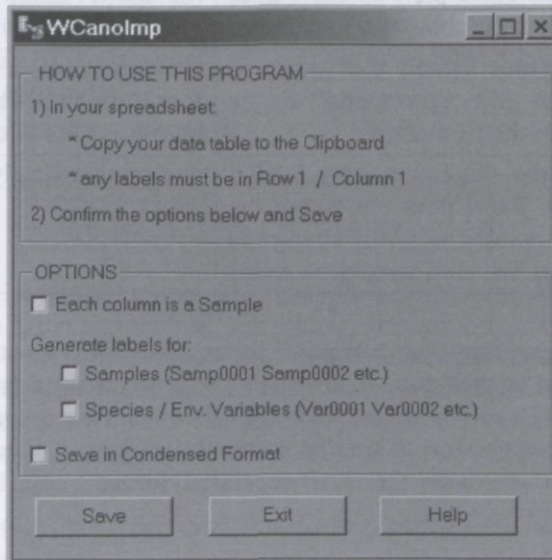 WCanoImp
HOW TO USE THIS PROGRAM
1) In your spreadsheet:
* Copy your data table to the Clipboard
* any labels must be in Row 1 / Column 1
2) Confirm the options below and Save
OPTIONS
Each column is a Sample
Generate labels for:
Samples (Samp0001 Samp0002 etc.)
Species / Env. Variables (Var0001 Var0002 etc.)
Save in Condensed Format
Save
Exit
Help